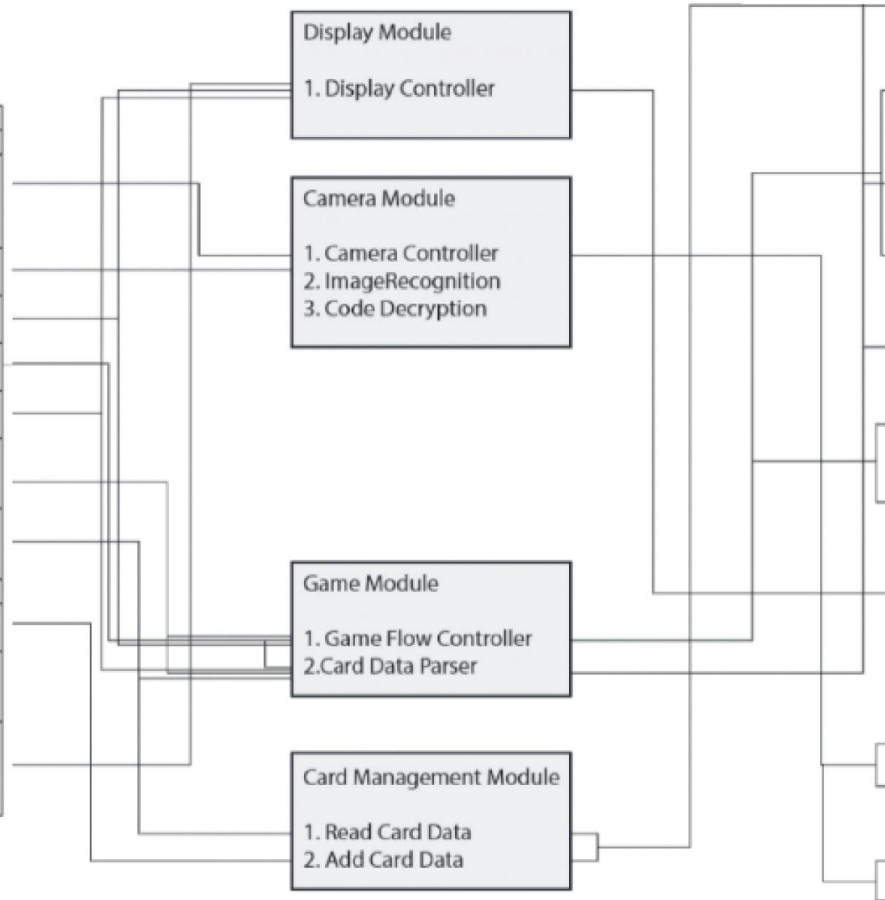 Display Module
1. Display Controller
Camera Module
1. Camera Controller
2. ImageRecognition
3. Code Decryption
Game Module
1. Game Flow Controller
2.Card Data Parser
Card Management Module
1. Read Card Data
2. Add Card Data